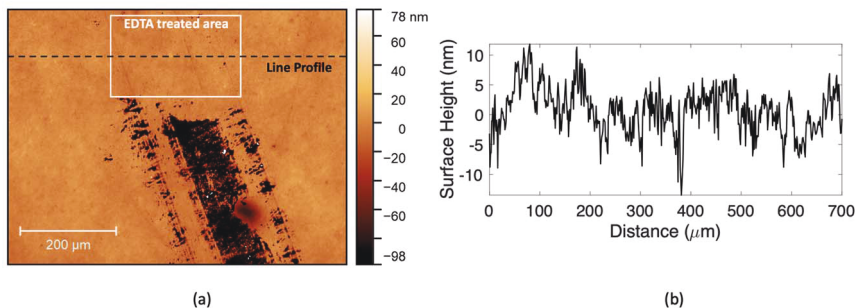 EDTA treated area
Line Profile
200 µm
78 nm
60
40
20
0
−20
−40
−60
−98
(a)
Surface Height (nm)
10
5
0
-5
-10
0 100 200 300 400 500 600 700
Distance (μm)
(b)